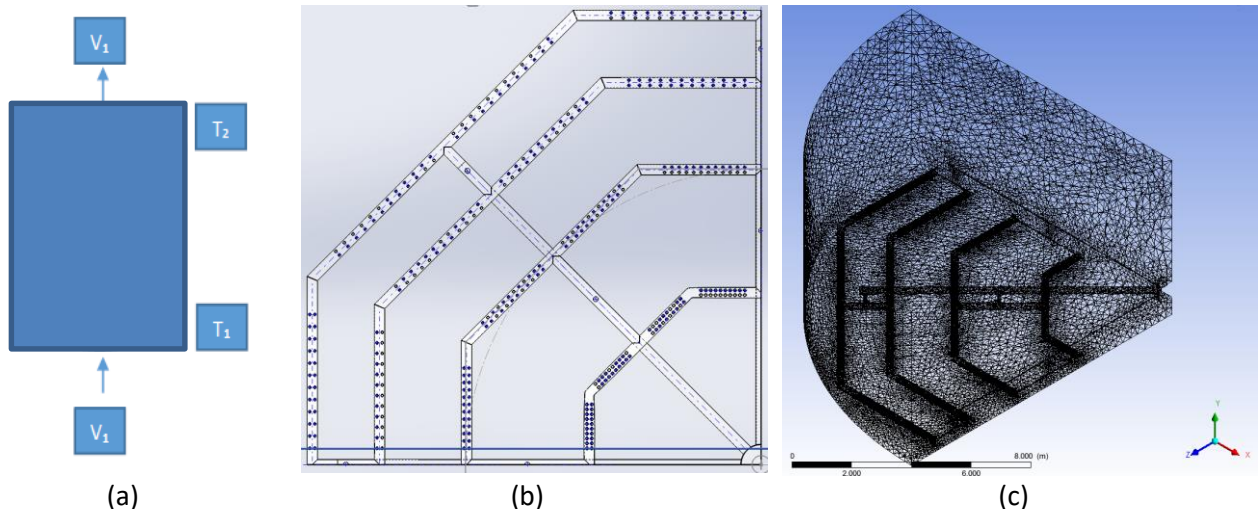 V₁
T₂
T₁
V₁
0 8.000 (m)
2.000 6.000
Y
Z X
(a) (b) (c)